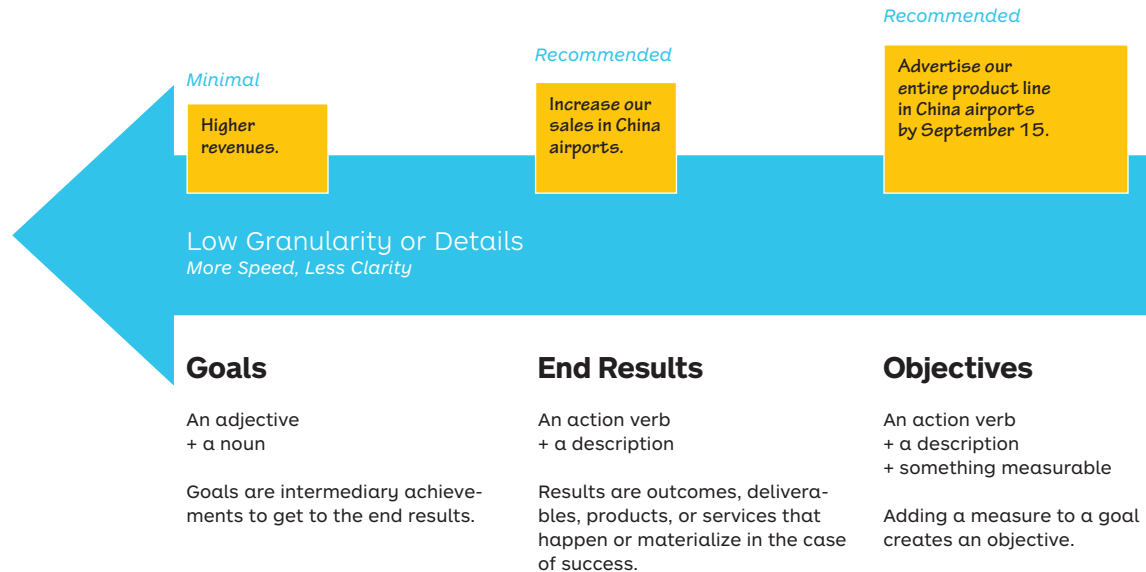 Minimal
Higher
revenues.
Recommended
Increase our
sales in China
airports.
Recommended
Advertise our
entire product line
in China airports
by September 15.
Low Granularity or Details
More Speed, Less Clarity
Goals
An adjective
+ a noun
Goals are intermediary achieve-
ments to get to the end results.
End Results
An action verb
+ a description
Results are outcomes, delivera-
bles, products, or services that
happen or materialize in the case
of success.
Objectives
An action verb
+ a description
+ something measurable
Adding a measure to a goal
creates an objective.